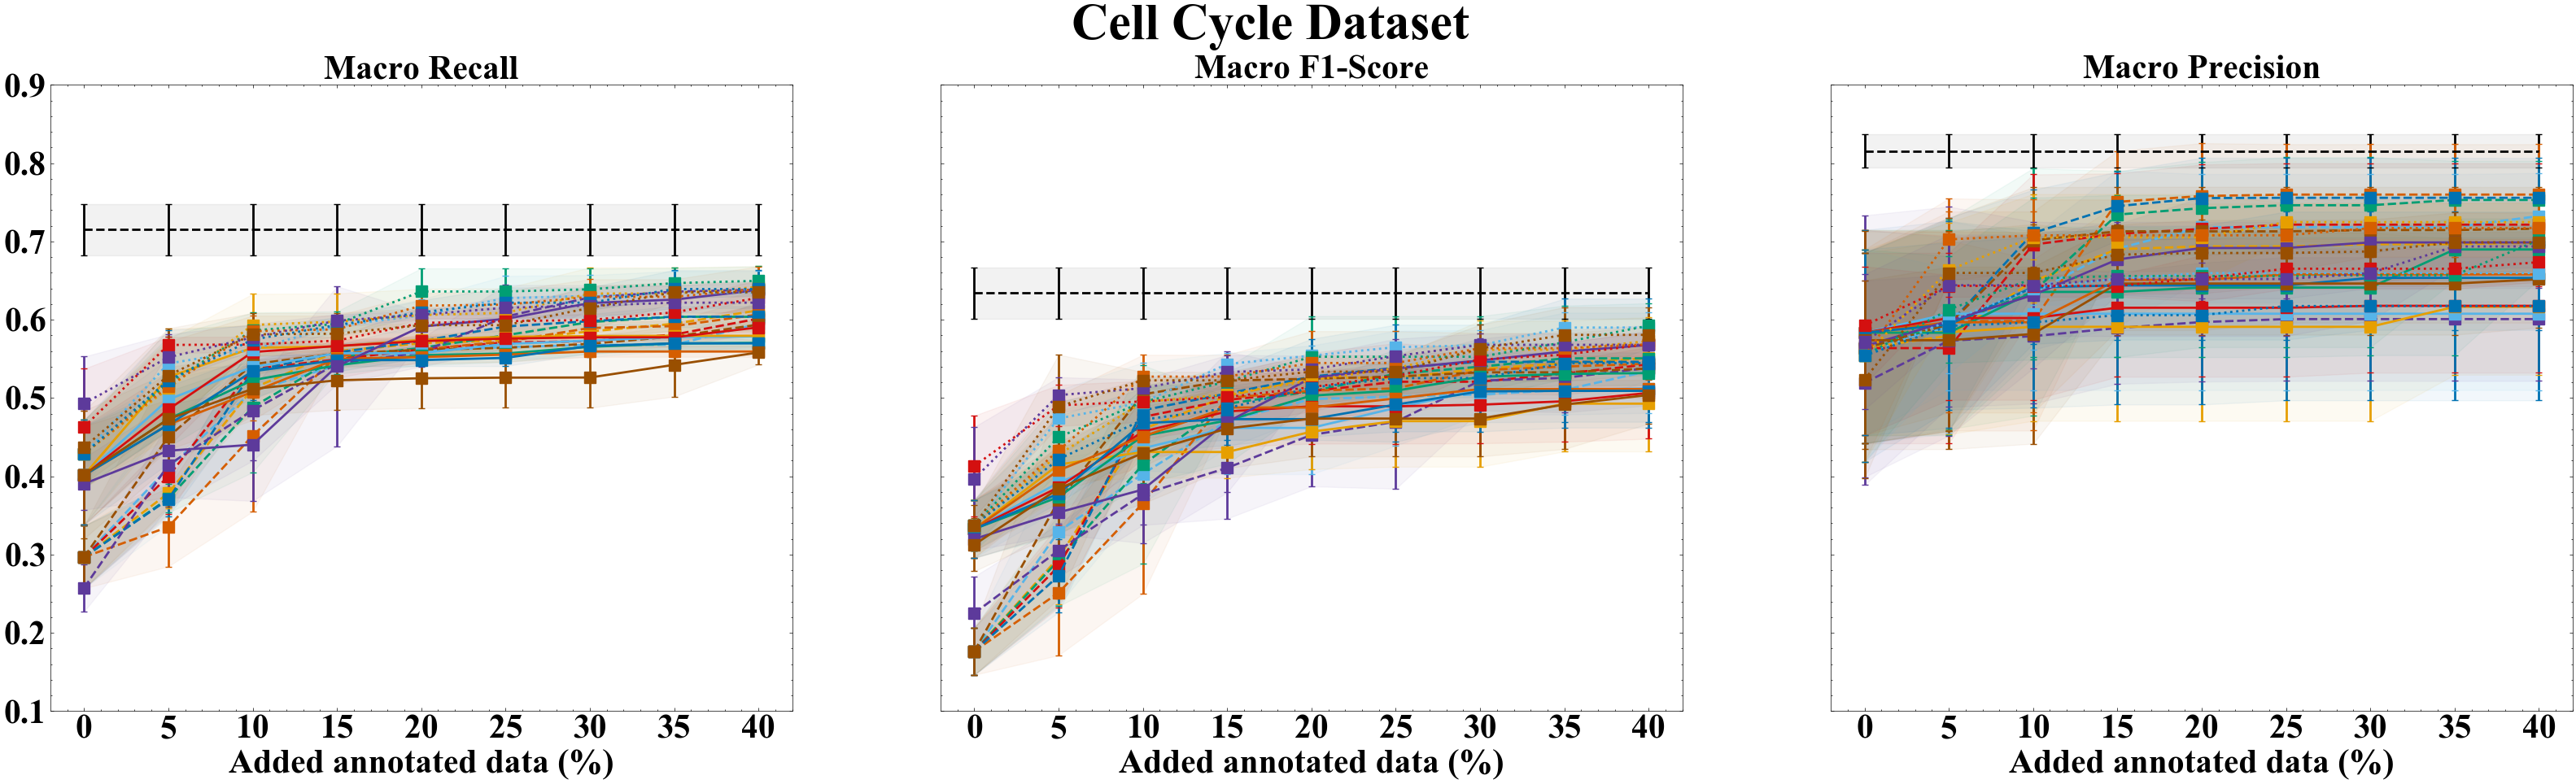 Cell Cycle Dataset
Macro Recall
Macro F1-Score
Macro Precision
0.9
0.8
0.7
0.6
0.5
0.4
0.3
0.2
0.1
0 5 10 15 20 25 30 35 40
0 5 10 15 20 25 30 35 40
0 5 10 15 20 25 30 35 40
Added annotated data (%)
Added annotated data (%)
Added annotated data (%)